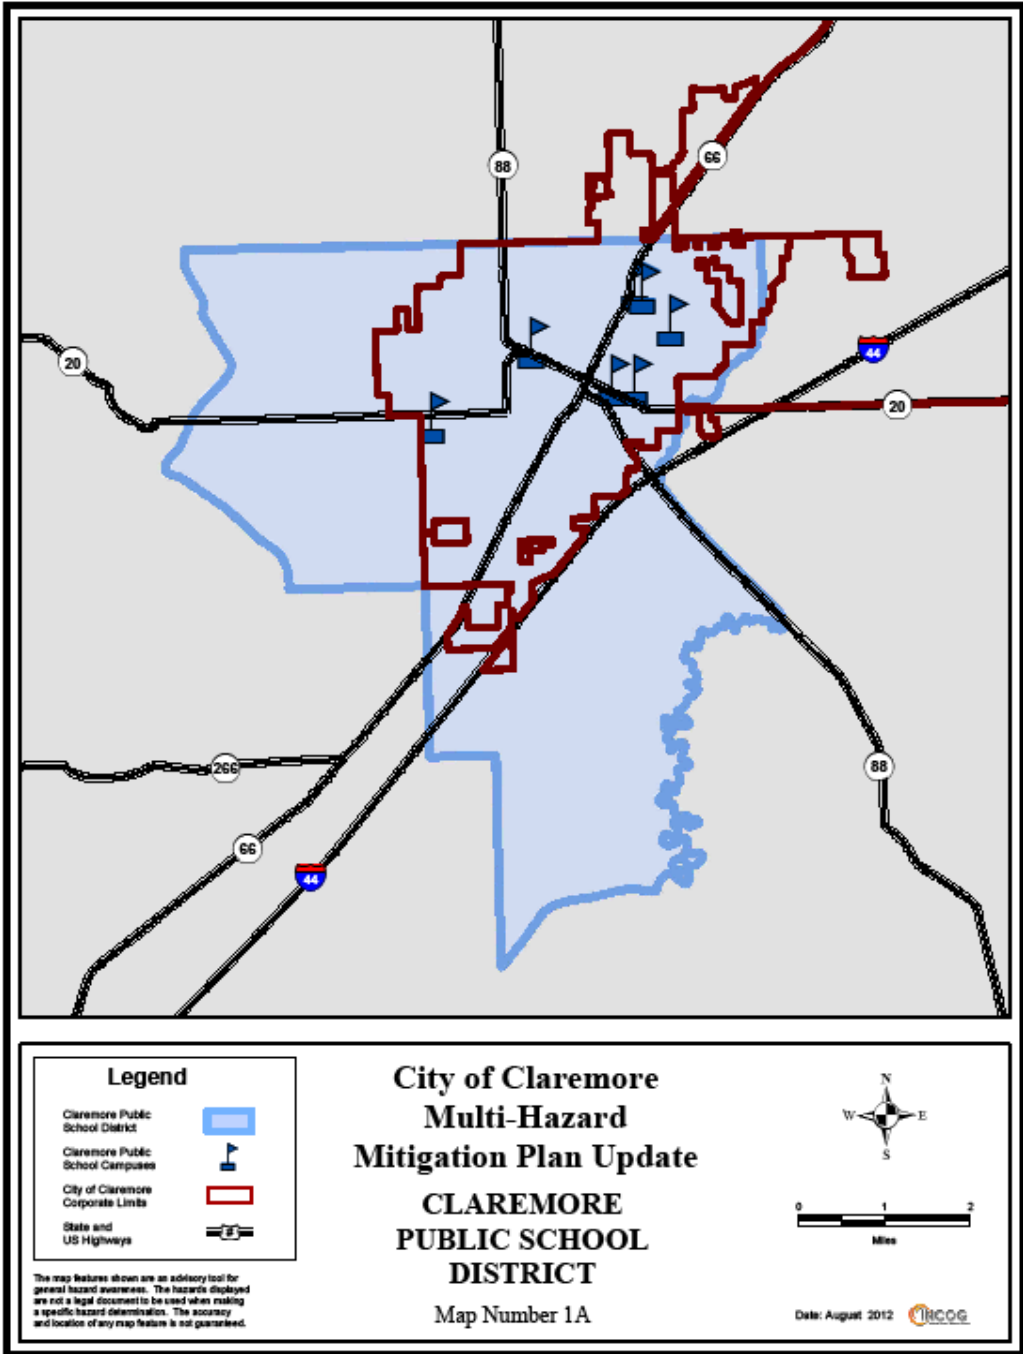 88
66
20
44
20
266
88
66
44
Legend
Claremore Public
School District
Claremore Public
School Campuses
City of Claremore
Corporate Limits
State and
US Highways
#
The map features shown are an advisory tool for
general hazard awareness. The hazards displayed
are not a legal document to be used when making
a specific hazard determination. The accuracy
and location of any map feature is not guaranteed.
City of Claremore
Multi-Hazard
Mitigation Plan Update
CLAREMORE
PUBLIC SCHOOL
DISTRICT
Map Number 1A
N
W E
S
0 1 2
Miles
Date: August 2012
INCOG